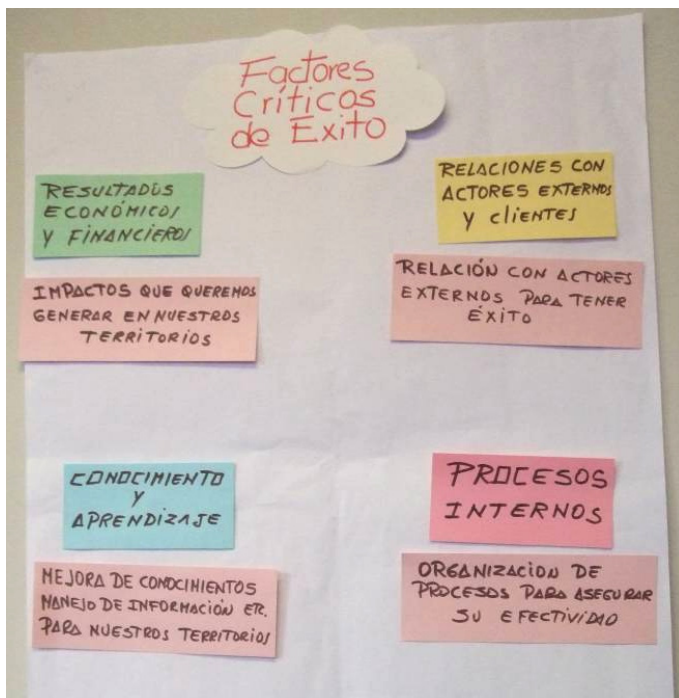 Factores
Críticos
de Exito
RESULTADOS
ECONÓMICOS
Y FINANCIEROS
IMPACTOS QUE QUEREMOS
GENERAR EN NUESTROS
TERRITORIOS
RELACIONES CON
ACTORES EXTERNOS
y clientes
RELACIÓN CON ACTORES
EXTERNOS PARA TENER
ÉXITO
CONOCIMIENTO
Y
APRENDIZAJE
MEJORA DE CONOCIMIENTOS
MANEJO DE INFORMACIÓN ETC.
PARA NUESTROS TERRITORIOS
PROCESOS
INTERNOS
ORGANIZACION DE
PROCESOS PARA ASEGURAR
SU EFECTIVIDAD